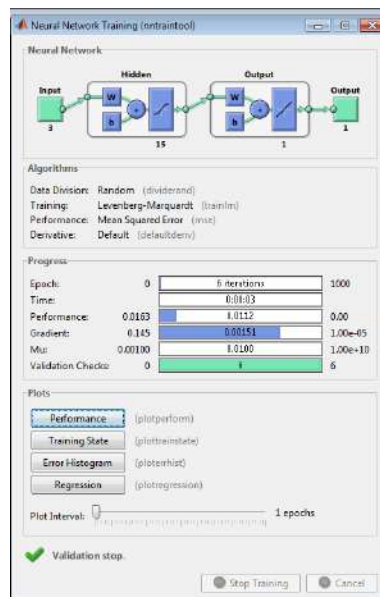 Neural Network Training (nntraintool)
Neural Network
Hidden Output
Input Output
W W
b b
3 15 1 1
Algorithms
Data Division: Random (dividerand)
Training: Levenberg-Marquardt (trainlm)
Performance: Mean Squared Error (mse)
Derivative: Default (defaultderiv)
Progress
Epoch: 0 6 iterations 1000
Time: 0:01:03
Performance: 0.0163 0.0112 0.00
Gradient: 0.145 0.00151 1.00e-05
Mu: 0.00100 0.0100 1.00e+10
Validation Checks: 0 6 6
Plots
Performance (plotperform)
Training State (plottrainstate)
Error Histogram (ploterrhist)
Regression (plotregression)
Plot Interval: 1 epochs
Validation stop.
Stop Training Cancel